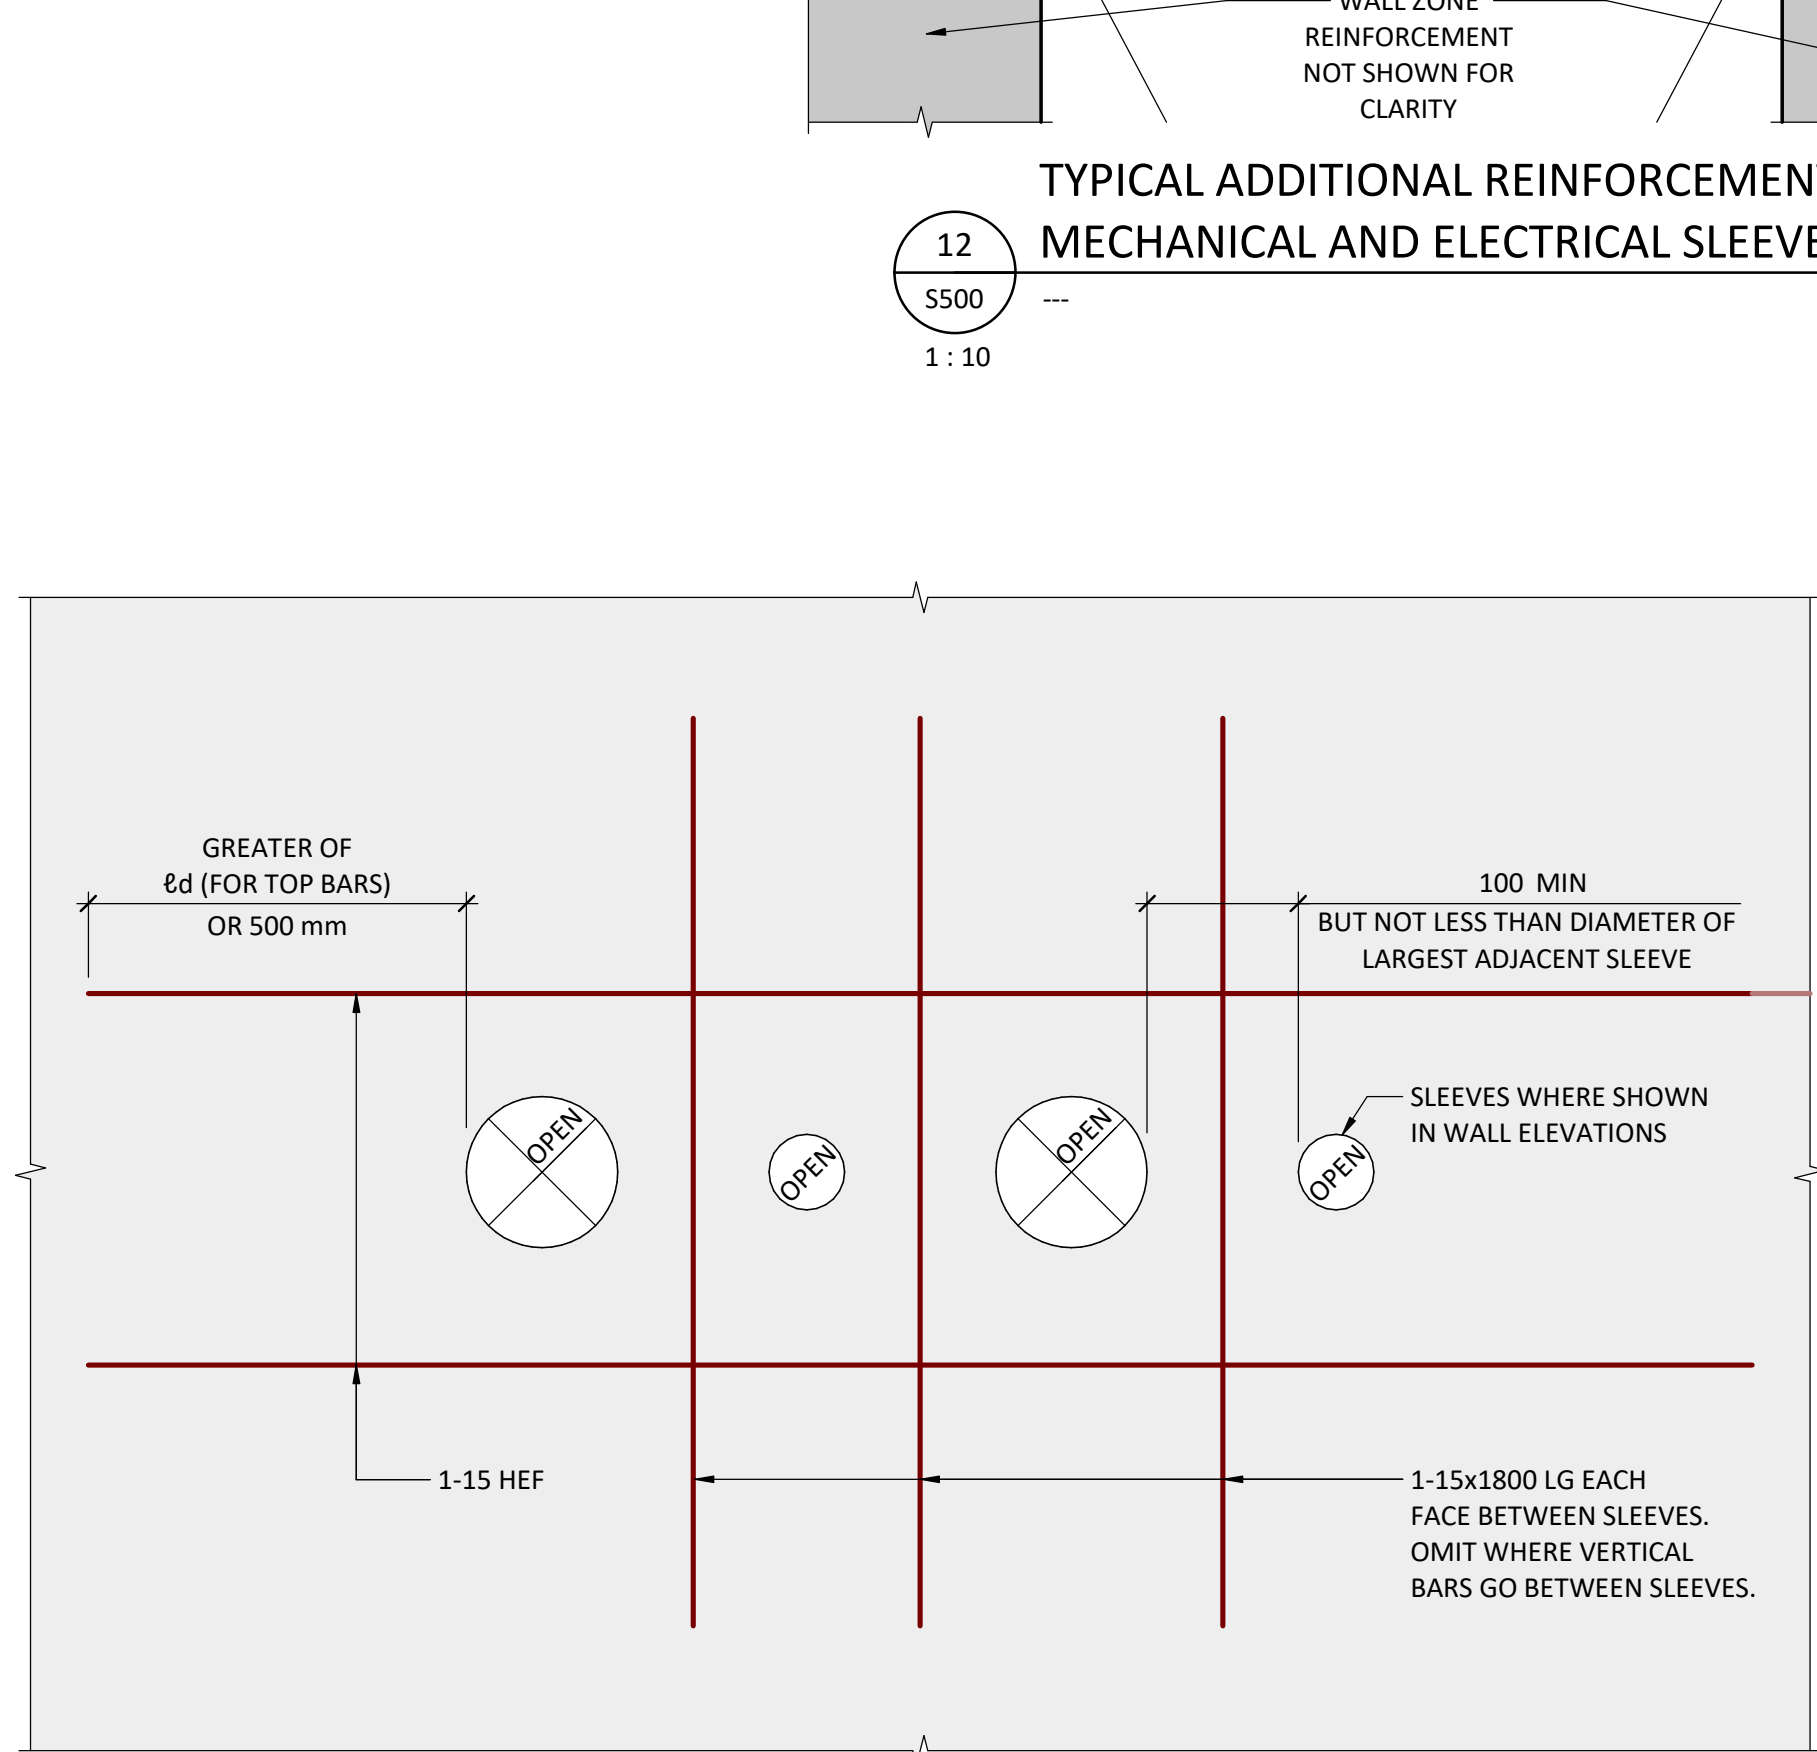 WALL ZONE
REINFORCEMENT
NOT SHOWN FOR
CLARITY
TYPICAL ADDITIONAL REINFORCEMENT
MECHANICAL AND ELECTRICAL SLEEVE
12
S500
---
1 : 10
GREATER OF
ℓd (FOR TOP BARS)
OR 500 mm
100 MIN
BUT NOT LESS THAN DIAMETER OF
LARGEST ADJACENT SLEEVE
OPEN
OPEN
OPEN
OPEN
SLEEVES WHERE SHOWN
IN WALL ELEVATIONS
1-15 HEF
1-15x1800 LG EACH
FACE BETWEEN SLEEVES.
OMIT WHERE VERTICAL
BARS GO BETWEEN SLEEVES.